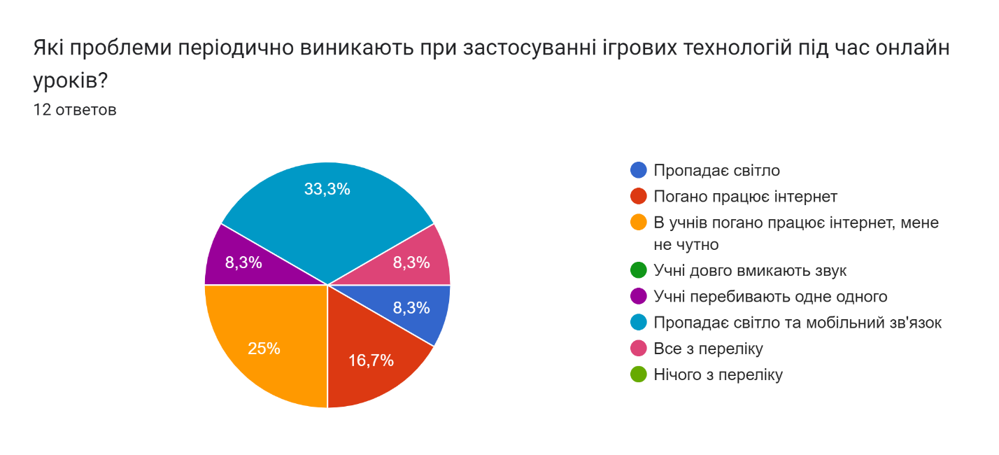 Які проблеми періодично виникають при застосуванні ігрових технологій під час онлайн
уроків?
12 ответов
33,3%
8,3%
8,3%
8,3%
25%
16,7%
Пропадає світло
Погано працює інтернет
В учнів погано працює інтернет, мене
не чутно
Учні довго вмикають звук
Учні перебивають одне одного
Пропадає світло та мобільний зв'язок
Все з переліку
Нічого з переліку